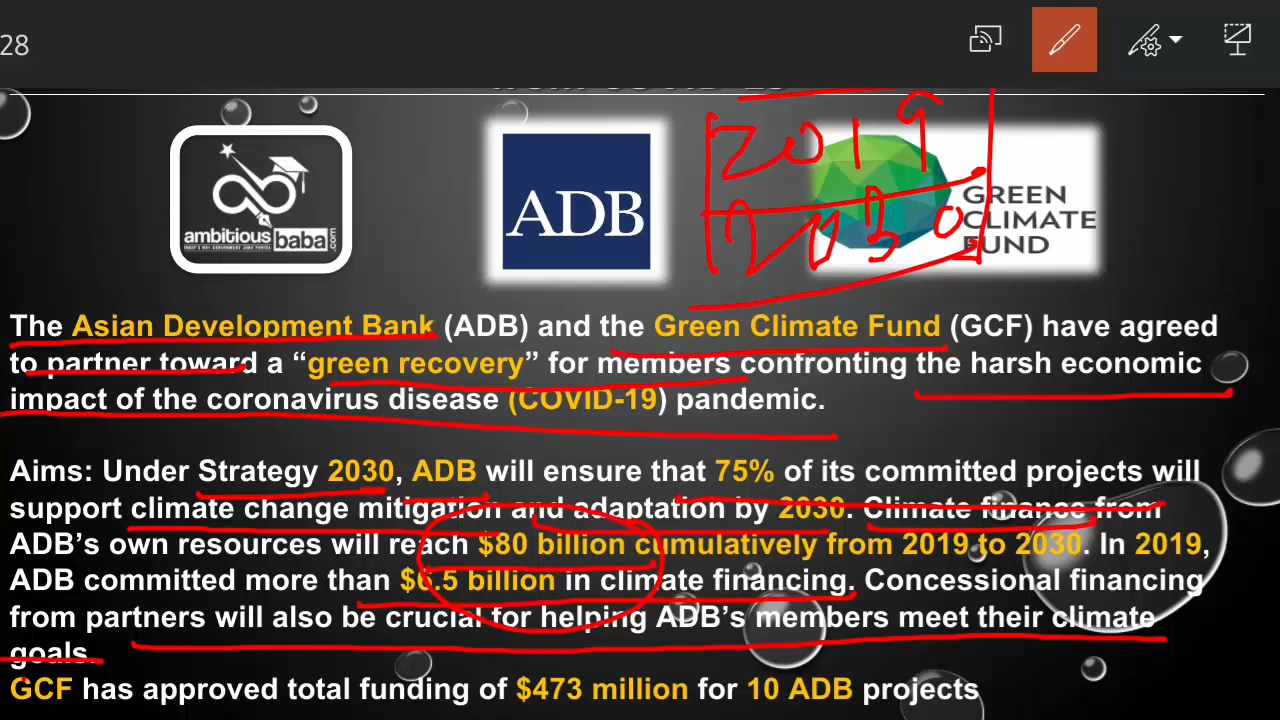 28
2019
2030
ambitious baba.com
ADB
GREEN
CLIMATE
FUND
The Asian Development Bank (ADB) and the Green Climate Fund (GCF) have agreed
to partner toward a “green recovery” for members confronting the harsh economic
impact of the coronavirus disease (COVID-19) pandemic.
Aims: Under Strategy 2030, ADB will ensure that 75% of its committed projects will
support climate change mitigation and adaptation by 2030. Climate finance from
ADB’s own resources will reach $80 billion cumulatively from 2019 to 2030. In 2019,
ADB committed more than $6.5 billion in climate financing. Concessional financing
from partners will also be crucial for helping ADB’s members meet their climate
goals.
GCF has approved total funding of $473 million for 10 ADB projects